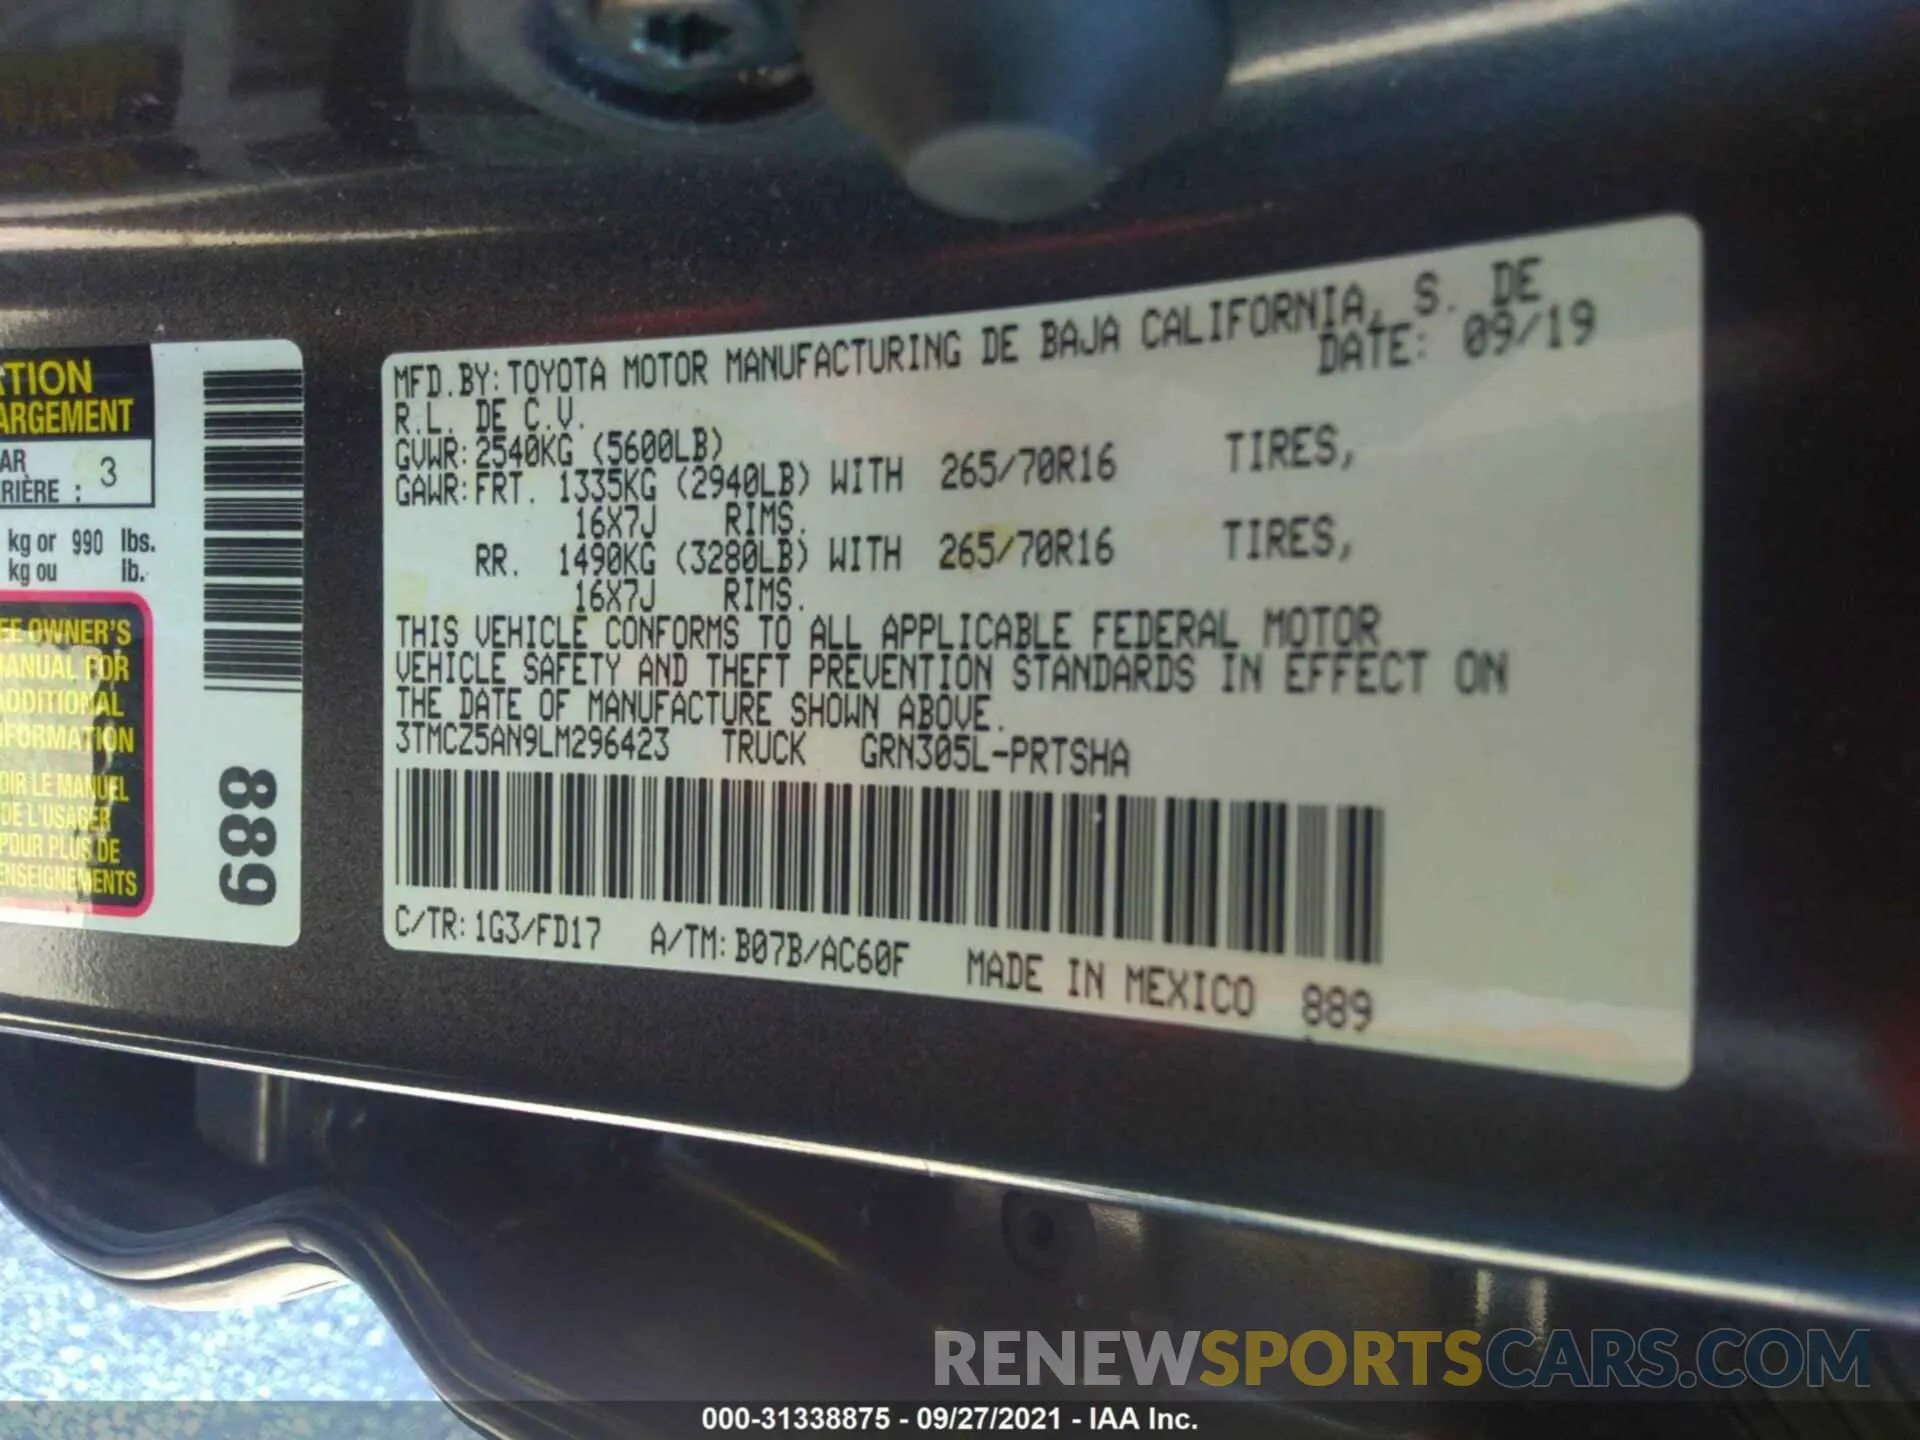 ATION
ARGEMENT
AR
RIÈRE : 3
kg or 990 lbs.
kg ou lb.
EE OWNER'S
MANUAL FOR
ADDITIONAL
NFORMATION
OIR LE MANUEL
DE L'USAGER
POUR PLUS DE
ENSEIGNEMENTS
889
MFD.BY:TOYOTA MOTOR MANUFACTURING DE BAJA CALIFORNIA, S. DE
R.L. DE C.V. DATE: 09/19
GVWR:2540KG (5600LB)
GAWR:FRT. 1335KG (2940LB) WITH 265/70R16 TIRES,
16X7J RIMS.
RR. 1490KG (3280LB) WITH 265/70R16 TIRES,
16X7J RIMS.
THIS VEHICLE CONFORMS TO ALL APPLICABLE FEDERAL MOTOR
VEHICLE SAFETY AND THEFT PREVENTION STANDARDS IN EFFECT ON
THE DATE OF MANUFACTURE SHOWN ABOVE.
3TMCZ5AN9LM296423 TRUCK GRN305L-PRTSHA
C/TR:1G3/FD17 A/TM:B07B/AC60F MADE IN MEXICO 889
RENEWSPORTSCARS.COM
000-31338875 - 09/27/2021 - IAA Inc.